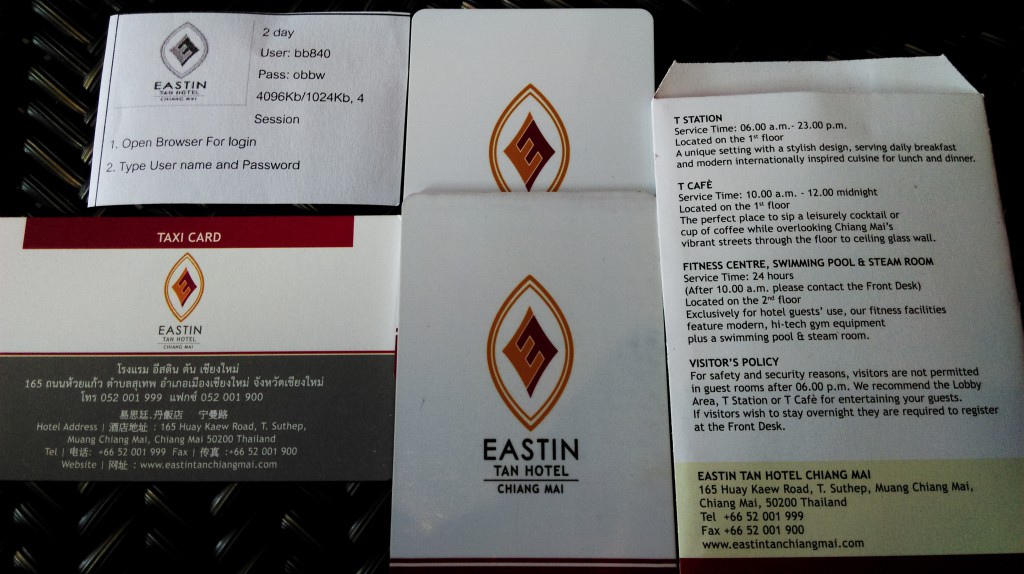 EASTIN
TAN HOTEL
CHIANG MAI
2 day
User: bb840
Pass: obbw
4096Kb/1024Kb, 4
Session
1. Open Browser For login
2. Type User name and Password
TAXI CARD
EASTIN
TAN HOTEL
CHIANG MAI
โรงแรม อีสติน ตัน เชียงใหม่
165 ถนนห้วยแก้ว ตำบลสุเทพ อำเภอเมืองเชียงใหม่ จังหวัดเชียงใหม่
โทร 052 001 999 แฟกซ์ 052 001 900
易思廷.丹飯店 宁曼路
Hotel Address | 酒店地址 : 165 Huay Kaew Road, T. Suthep,
Muang Chiang Mai, Chiang Mai 50200 Thailand
Tel | 电话: +66 52 001 999 Fax | 传真 :+66 52 001 900
Website | 网址 : www.eastintanchiangmai.com
EASTIN
TAN HOTEL
CHIANG MAI
T STATION
Service Time: 06.00 a.m.- 23.00 p.m.
Located on the 1st floor
A unique setting with a stylish design, serving daily breakfast
and modern internationally inspired cuisine for lunch and dinner.
T CAFÈ
Service Time: 10.00 a.m. - 12.00 midnight
Located on the 1st floor
The perfect place to sip a leisurely cocktail or
cup of coffee while overlooking Chiang Mai's
vibrant streets through the floor to ceiling glass wall.
FITNESS CENTRE, SWIMMING POOL & STEAM ROOM
Service Time: 24 hours
(After 10.00 a.m. please contact the Front Desk)
Located on the 2nd floor
Exclusively for hotel guests' use, our fitness facilities
feature modern, hi-tech gym equipment
plus a swimming pool & steam room.
VISITOR'S POLICY
For safety and security reasons, visitors are not permitted
in guest rooms after 06.00 p.m. We recommend the Lobby
Area, T Station or T Cafè for entertaining your guests.
If visitors wish to stay overnight they are required to register
at the Front Desk.
EASTIN TAN HOTEL CHIANG MAI
165 Huay Kaew Road, T. Suthep, Muang Chiang Mai,
Chiang Mai, 50200 Thailand
Tel +66 52 001 999
Fax +66 52 001 900
www.eastintanchiangmai.com